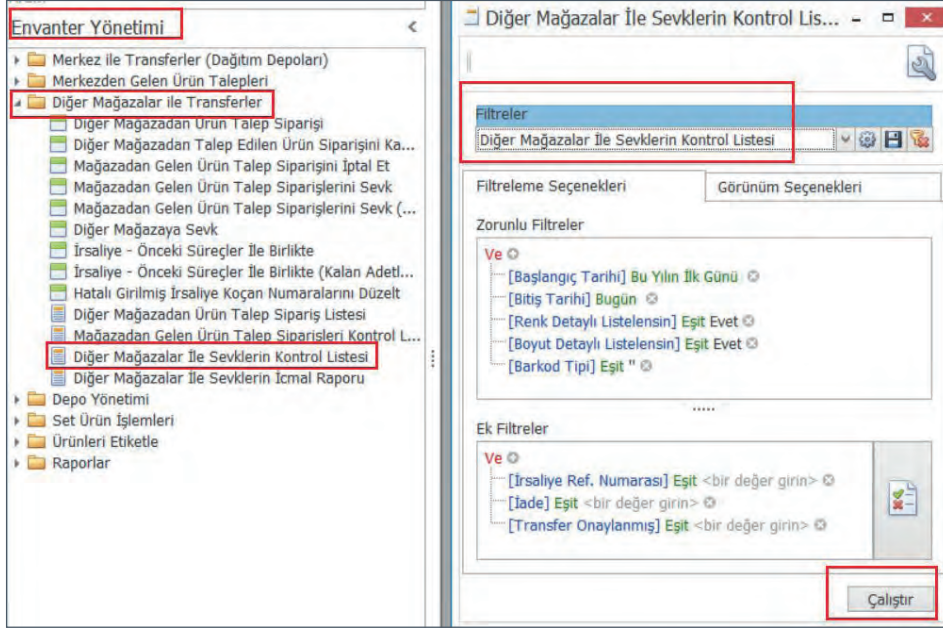 Envanter Yönetimi
Merkez ile Transferler (Dağıtım Depoları)
Merkezden Gelen Ürün Talepleri
Diğer Mağazalar ile Transferler
Diğer Mağazadan Ürün Talep Siparişi
Diğer Mağazadan Talep Edilen Ürün Siparişini Ka...
Mağazadan Gelen Ürün Talep Siparişini İptal Et
Mağazadan Gelen Ürün Talep Siparişlerini Sevk
Mağazadan Gelen Ürün Talep Siparişlerini Sevk (...
Diğer Mağazaya Sevk
İrsaliye - Önceki Süreçler İle Birlikte
İrsaliye - Önceki Süreçler İle Birlikte (Kalan Adetl...
Hatalı Girilmiş İrsaliye Koçan Numaralarını Düzelt
Diğer Mağazadan Ürün Talep Sipariş Listesi
Mağazadan Gelen Ürün Talep Siparişleri Kontrol L...
Diğer Mağazalar İle Sevklerin Kontrol Listesi
Diğer Mağazalar İle Sevklerin İcmal Raporu
Depo Yönetimi
Set Ürün İşlemleri
Ürünleri Etiketle
Raporlar
Diğer Mağazalar İle Sevklerin Kontrol Lis...
Filtreler
Diğer Mağazalar İle Sevklerin Kontrol Listesi
Filtreleme Seçenekleri
Görünüm Seçenekleri
Zorunlu Filtreler
Ve
[Başlangıç Tarihi] Bu Yılın İlk Günü
[Bitiş Tarihi] Bugün
[Renk Detaylı Listelensin] Eşit Evet
[Boyut Detaylı Listelensin] Eşit Evet
[Barkod Tipi] Eşit ''
Ek Filtreler
Ve
[İrsaliye Ref. Numarası] Eşit <bir değer girin>
[İade] Eşit <bir değer girin>
[Transfer Onaylanmış] Eşit <bir değer girin>
Çalıştır